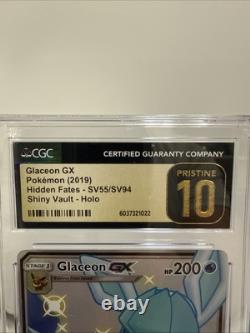 CGC
CERTIFIED GUARANTY COMPANY
Glaceon GX
Pokémon (2019)
Hidden Fates - SV55/SV94
Shiny Vault - Holo
6037321022
PRISTINE
10
STAGE 1
Glaceon GX
HP 200